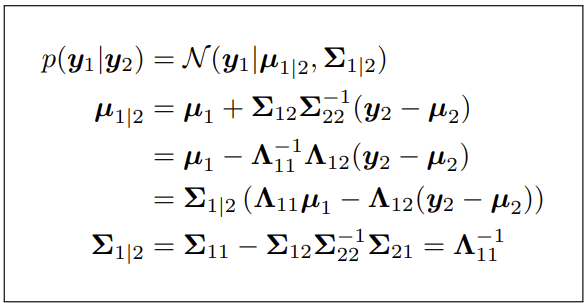 p(y₁|y₂) = 𝒩(y₁|μ₁|₂, Σ₁|₂)
μ₁|₂ = μ₁ + Σ₁₂Σ₂₂⁻¹(y₂ − μ₂)
= μ₁ − Λ₁₁⁻¹Λ₁₂(y₂ − μ₂)
= Σ₁|₂ (Λ₁₁μ₁ − Λ₁₂(y₂ − μ₂))
Σ₁|₂ = Σ₁₁ − Σ₁₂Σ₂₂⁻¹Σ₂₁ = Λ₁₁⁻¹